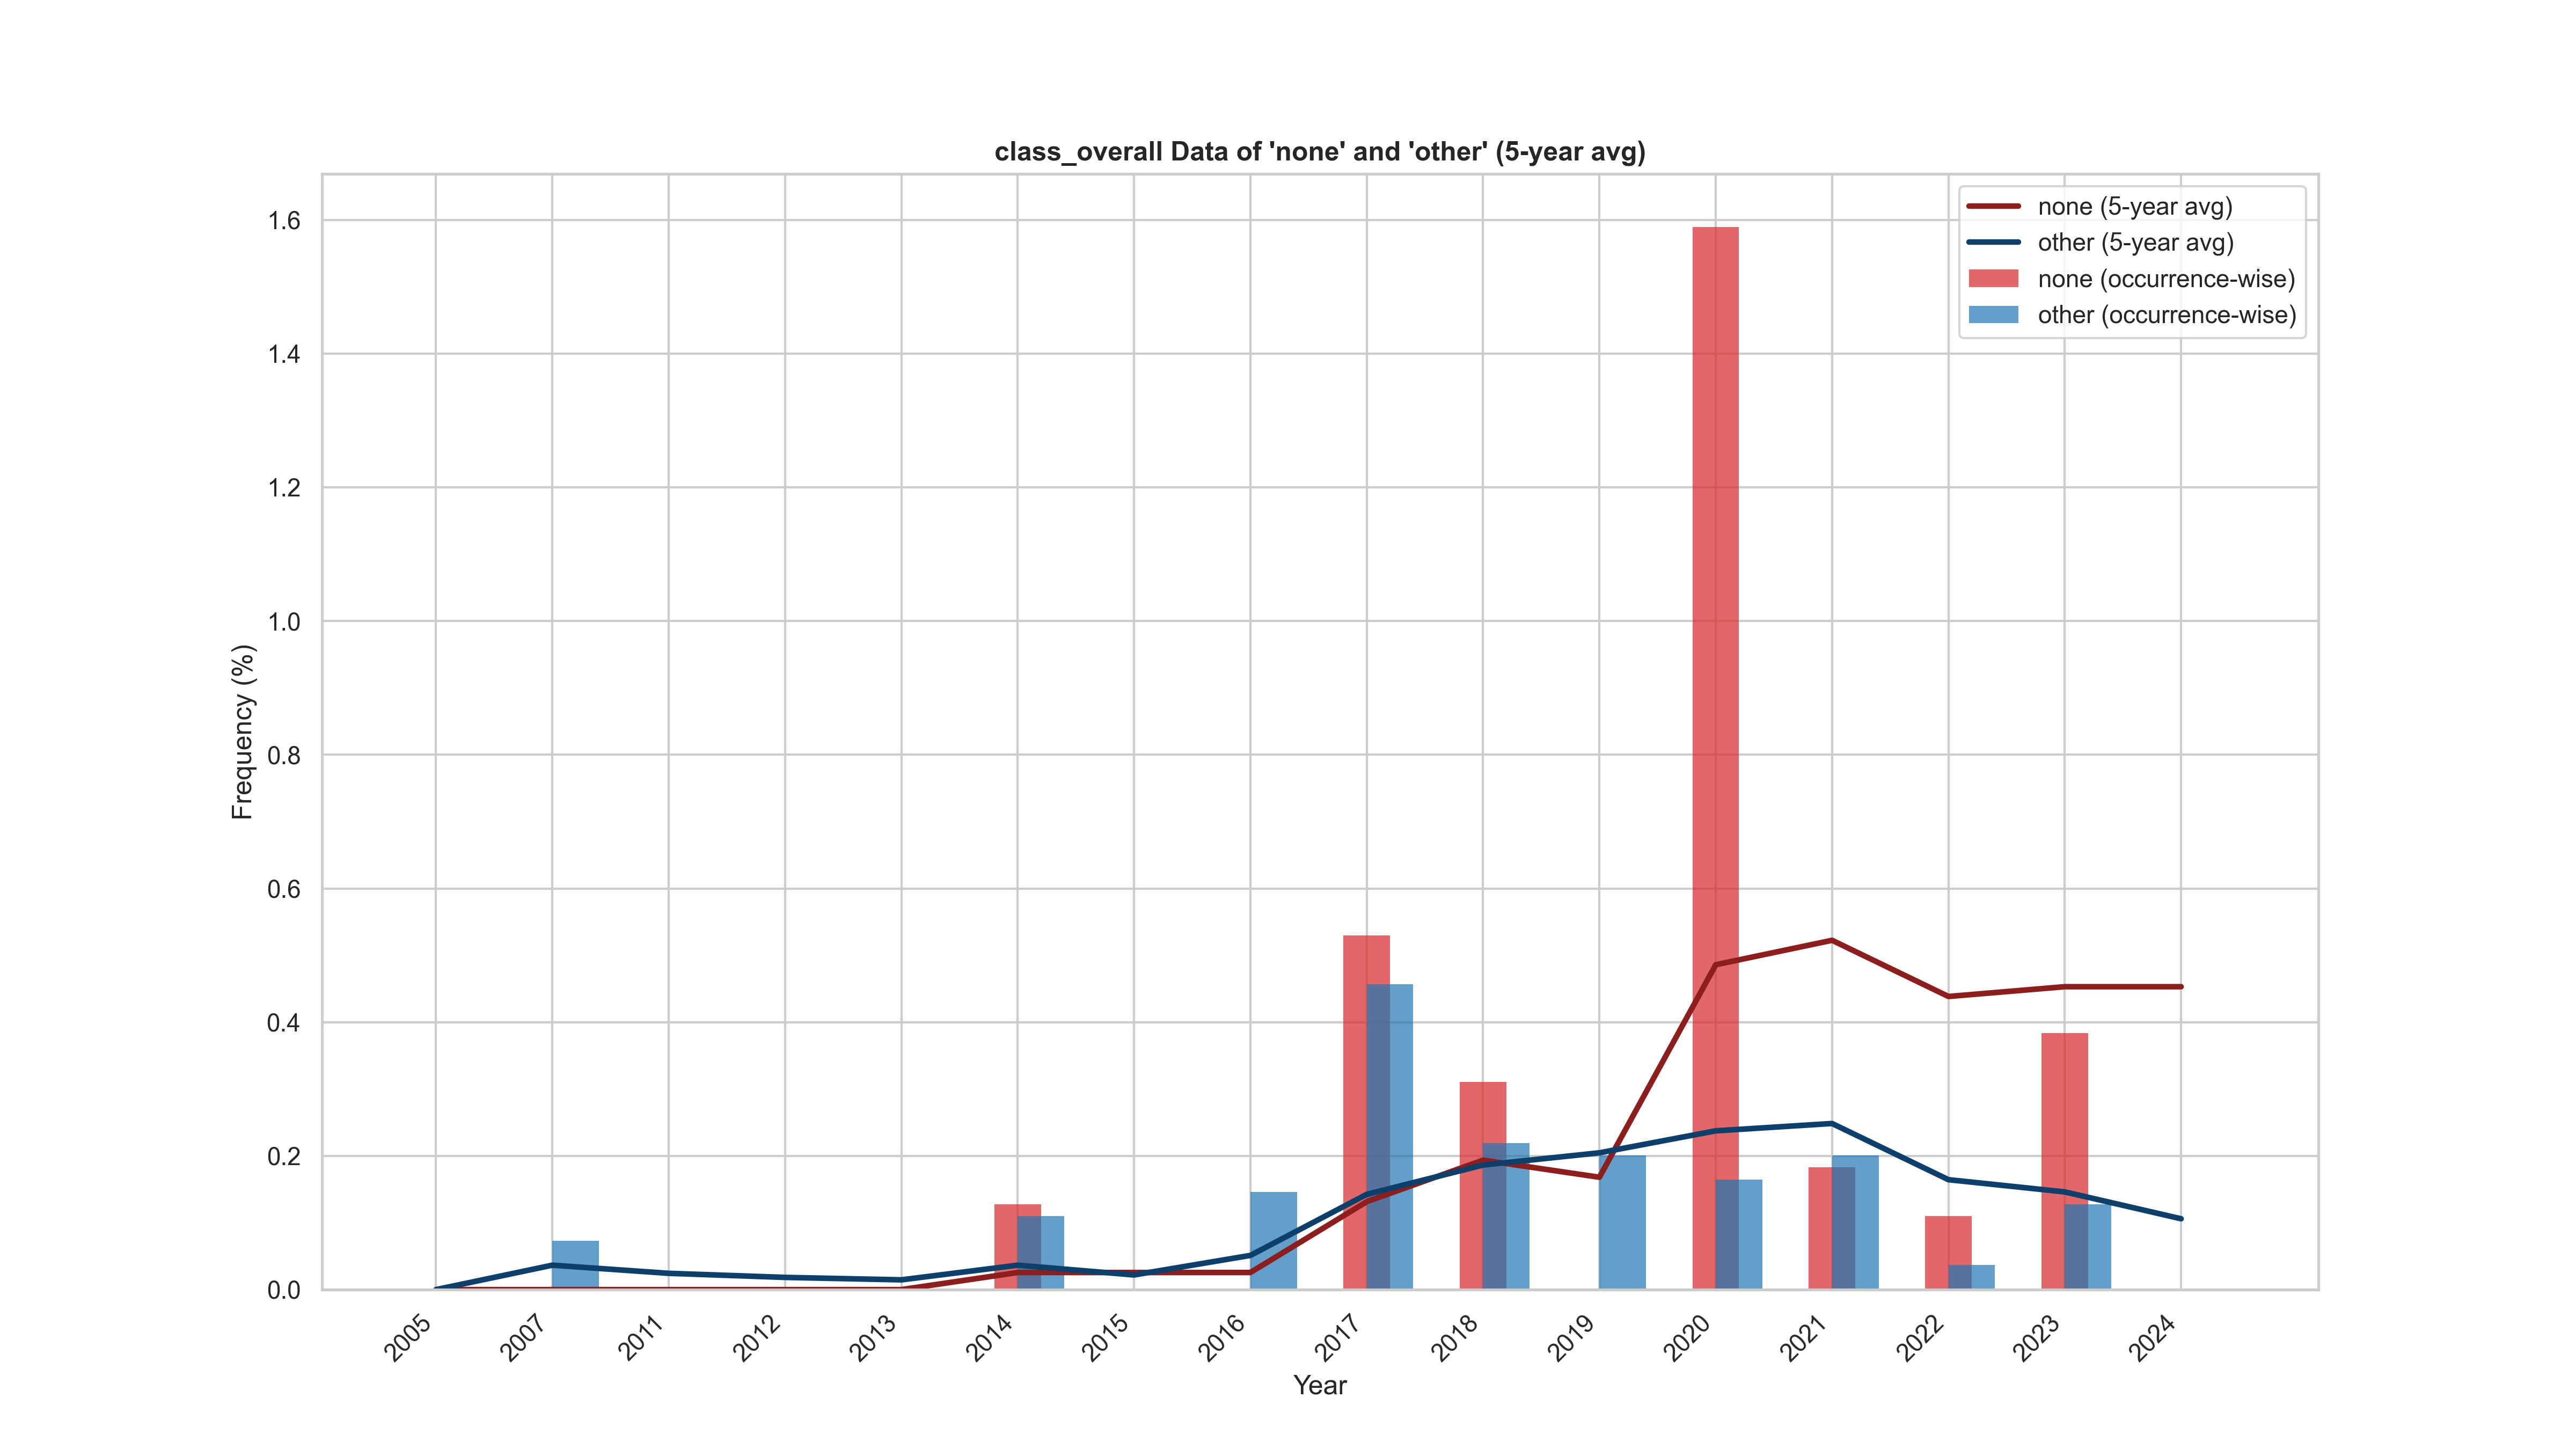 class_overall Data of 'none' and 'other' (5-year avg)
none (5-year avg)
other (5-year avg)
none (occurrence-wise)
other (occurrence-wise)
Frequency (%)
1.6
1.4
1.2
1.0
0.8
0.6
0.4
0.2
0.0
2005 2007 2011 2012 2013 2014 2015 2016 2017 2018 2019 2020 2021 2022 2023 2024
Year